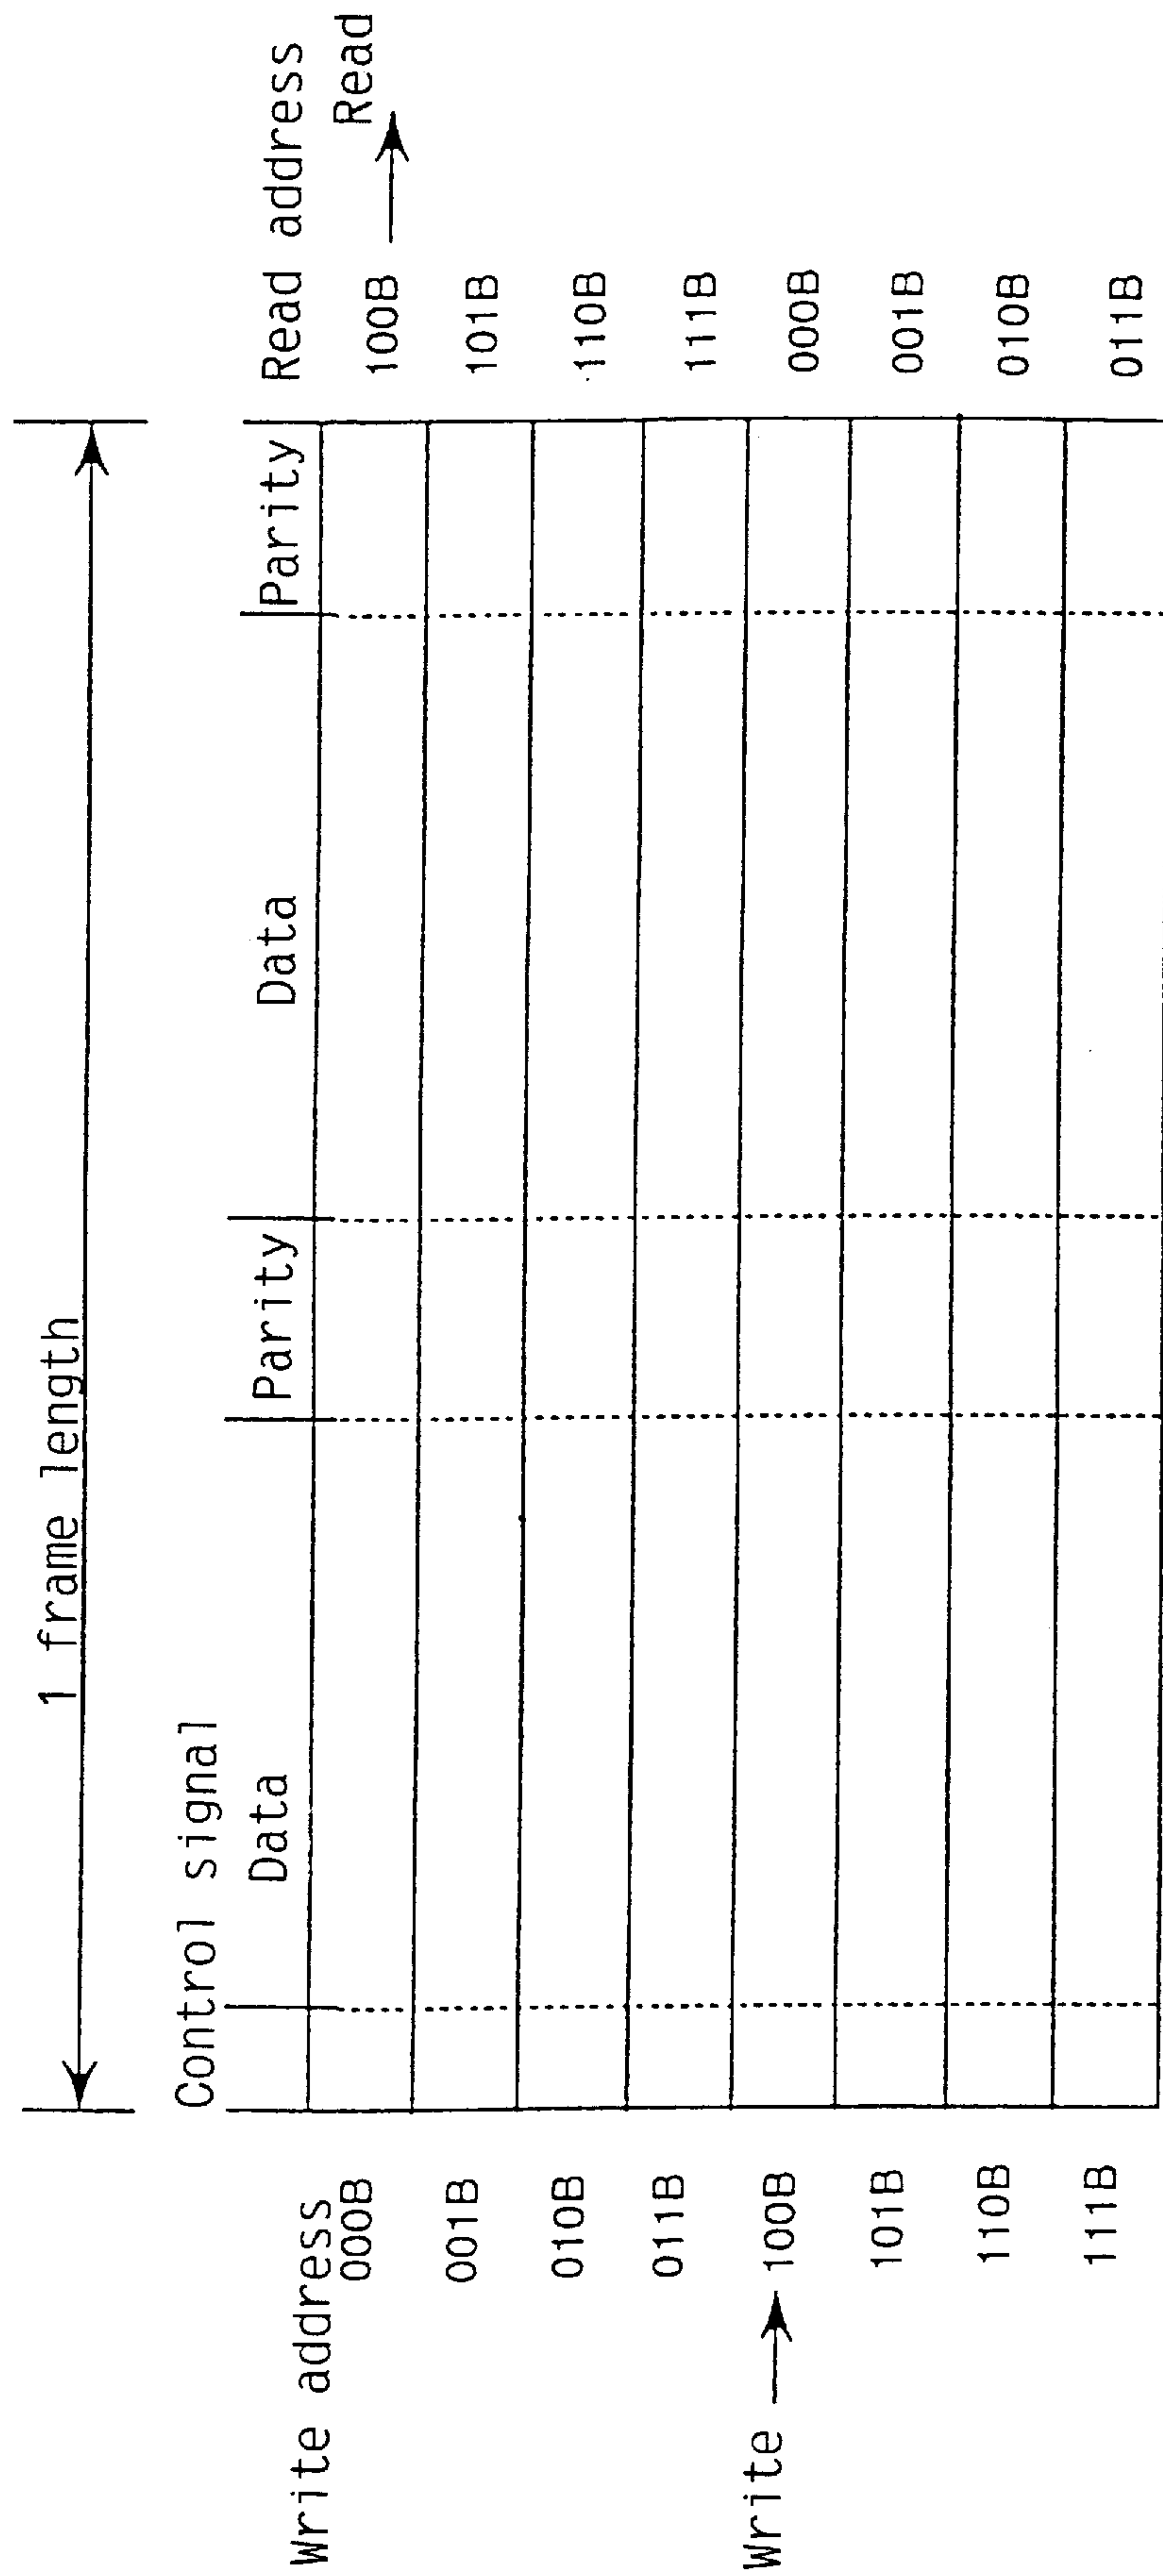 1 frame length
Control signal
Write address
Data
Parity
Data
Parity
Read address
000B
100B
Read
001B
101B
010B
110B
011B
111B
Write
100B
000B
101B
001B
110B
010B
111B
011B